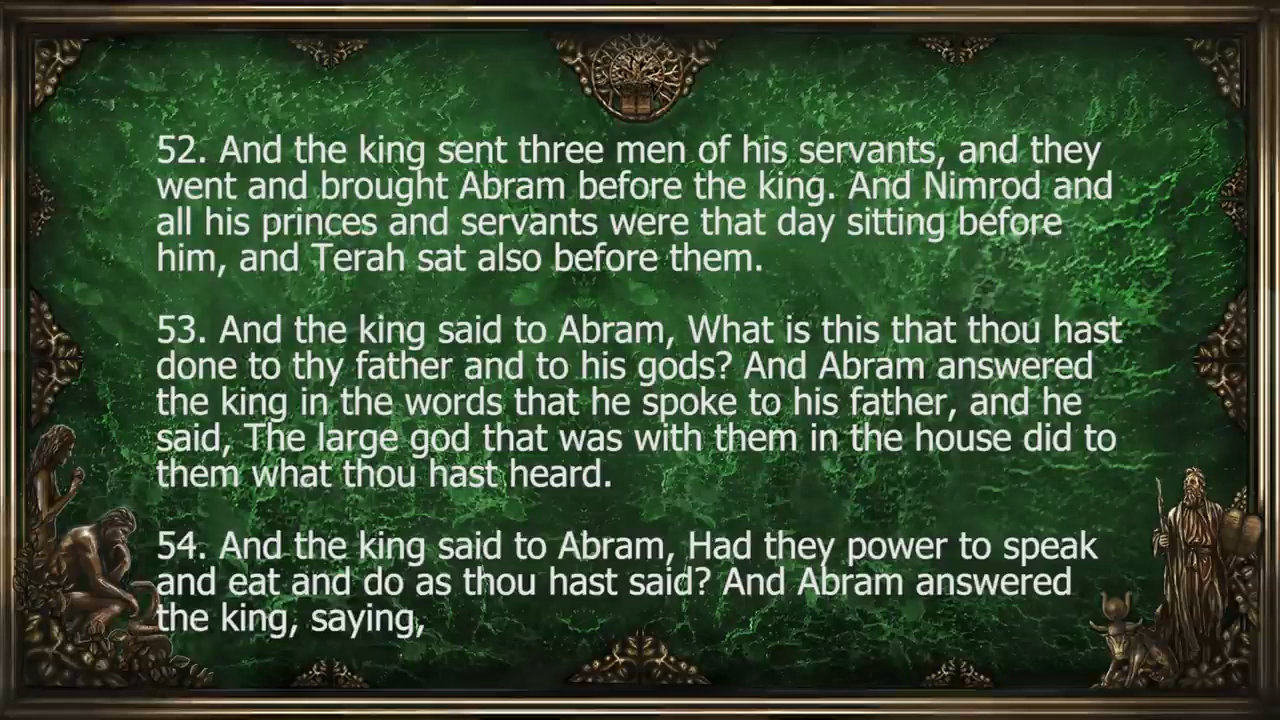 52. And the king sent three men of his servants, and they
went and brought Abram before the king. And Nimrod and
all his princes and servants were that day sitting before
him, and Terah sat also before them.
53. And the king said to Abram, What is this that thou hast
done to thy father and to his gods? And Abram answered
the king in the words that he spoke to his father, and he
said, The large god that was with them in the house did to
them what thou hast heard.
54. And the king said to Abram, Had they power to speak
and eat and do as thou hast said? And Abram answered
the king, saying,